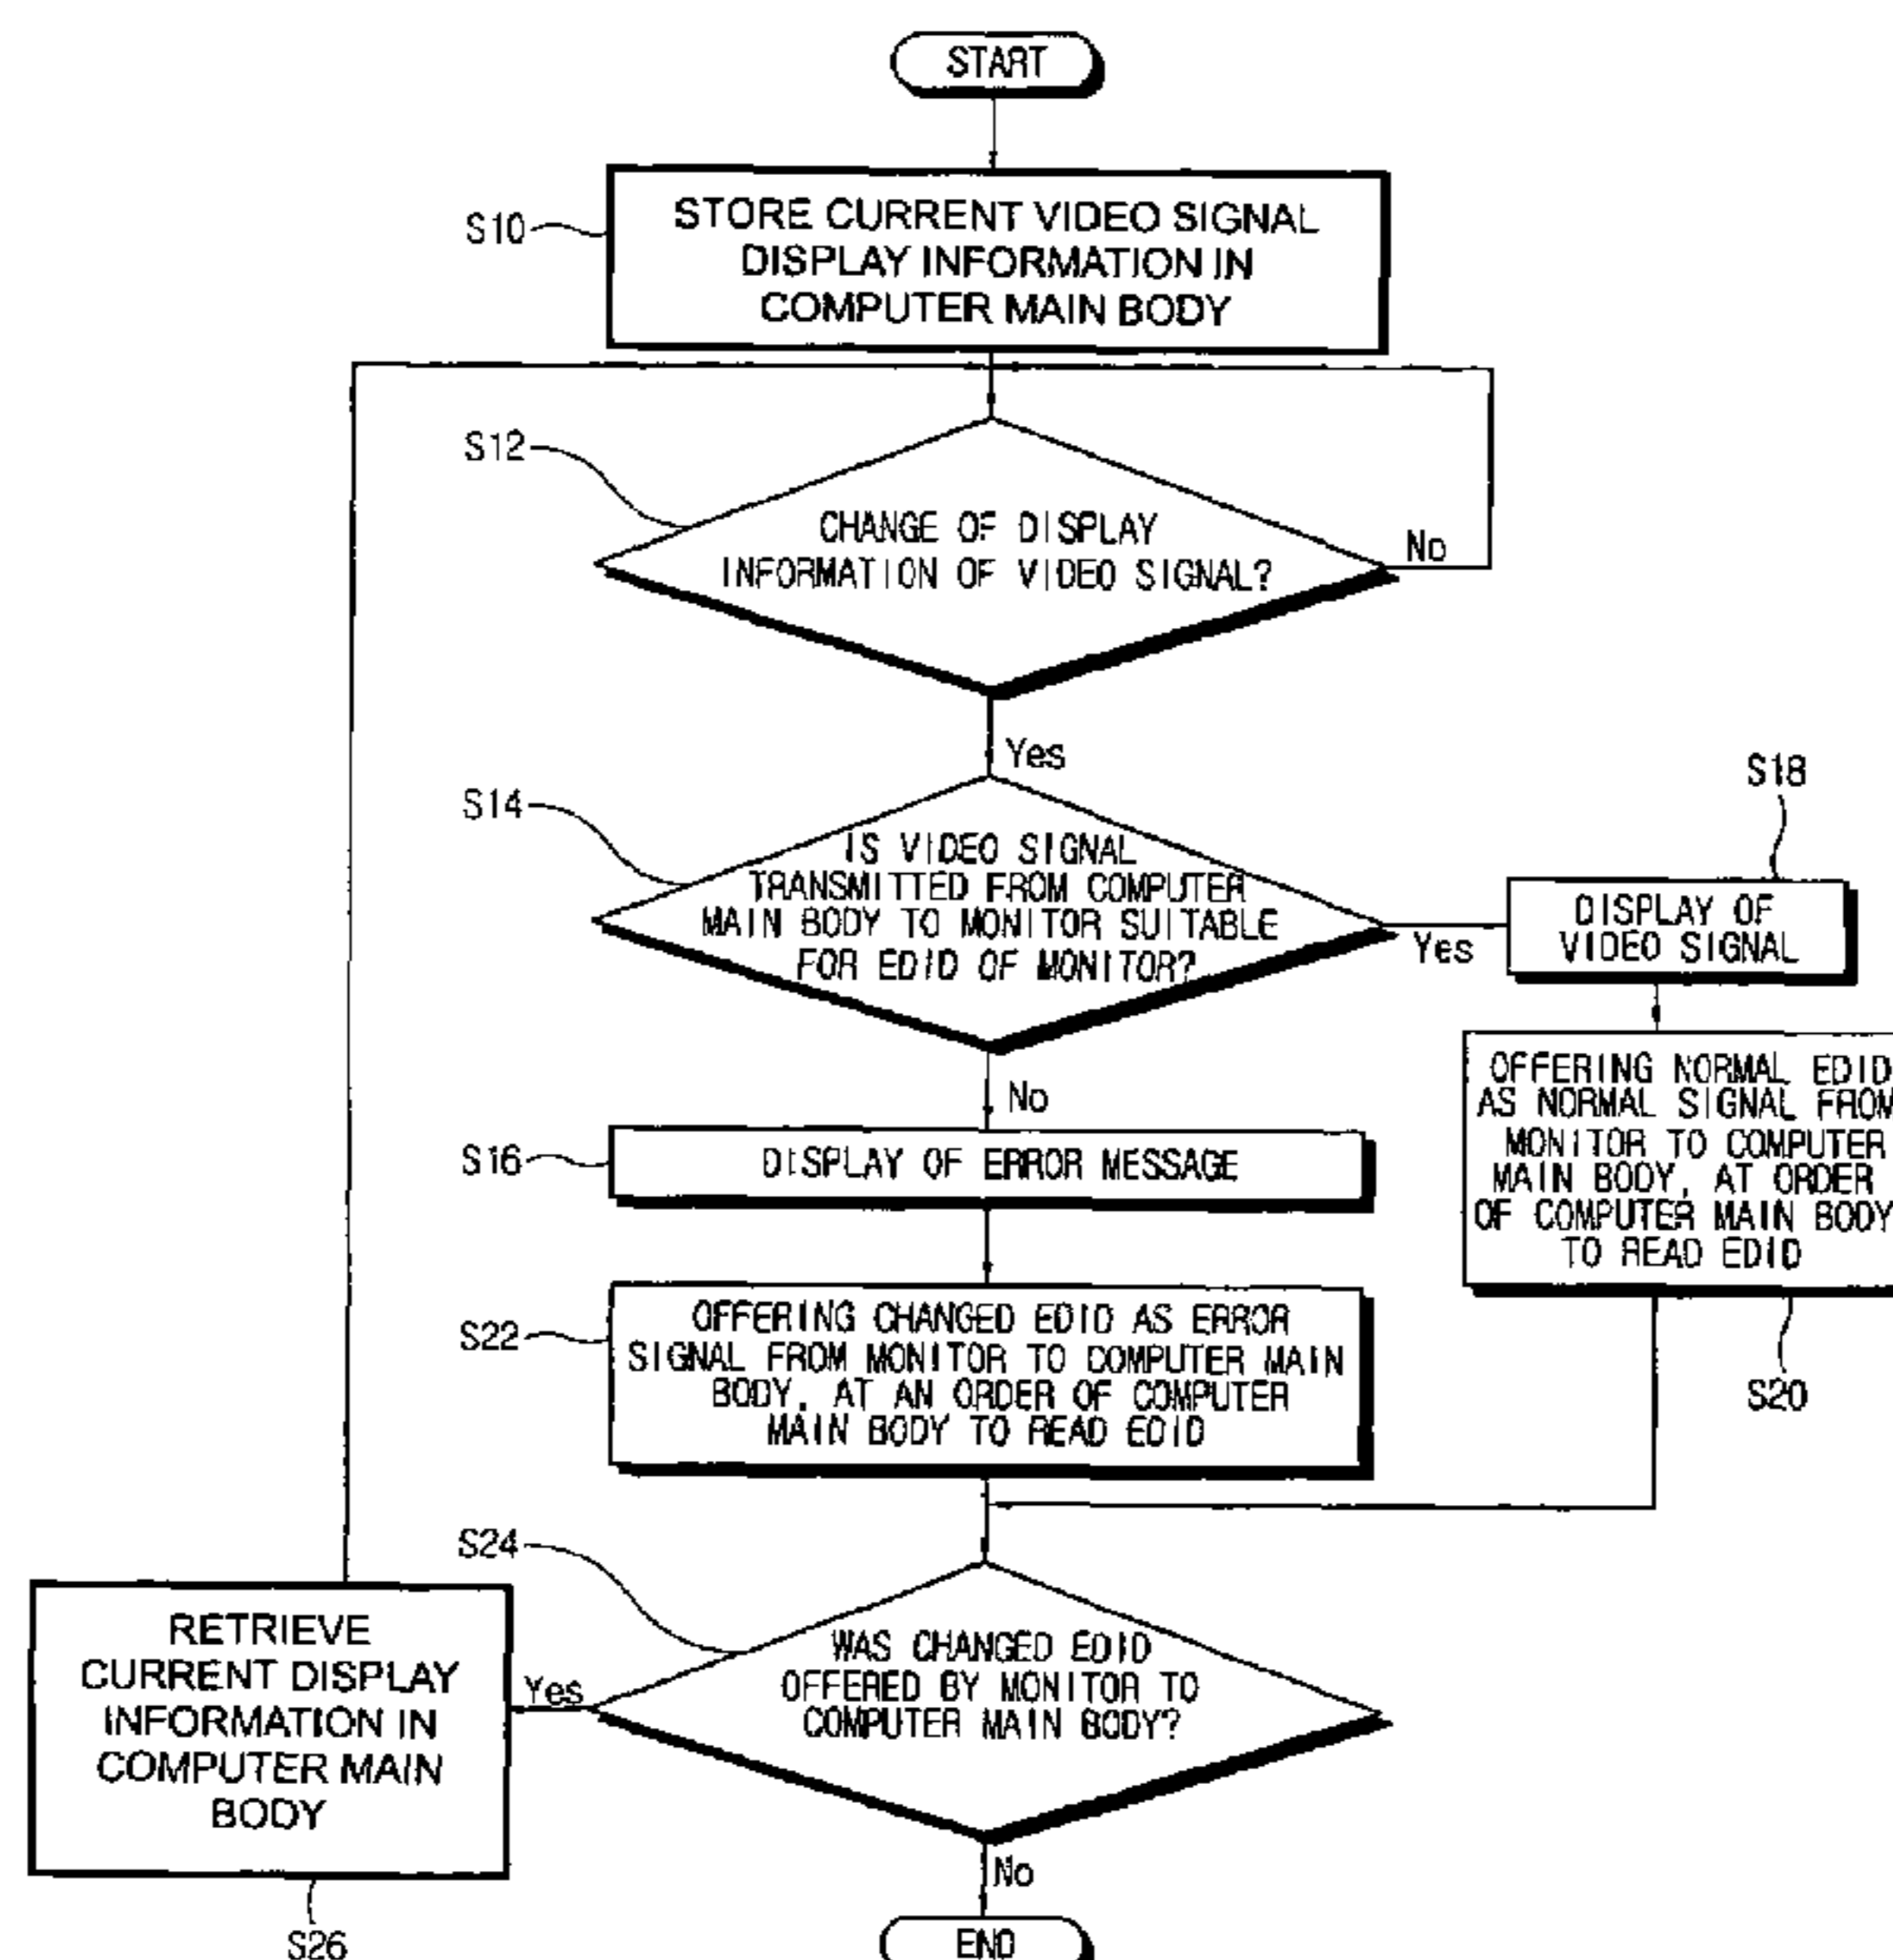 START
S10
STORE CURRENT VIDEO SIGNAL
DISPLAY INFORMATION IN
COMPUTER MAIN BODY
S12
CHANGE OF DISPLAY
INFORMATION OF VIDEO SIGNAL?
No
Yes
S14
IS VIDEO SIGNAL
TRANSMITTED FROM COMPUTER
MAIN BODY TO MONITOR SUITABLE
FOR EDID OF MONITOR?
Yes
S18
DISPLAY OF
VIDEO SIGNAL
No
OFFERING NORMAL EDID
AS NORMAL SIGNAL FROM
MONITOR TO COMPUTER
MAIN BODY, AT ORDER
OF COMPUTER MAIN BODY
TO READ EDID
S20
S16
DISPLAY OF ERROR MESSAGE
S22
OFFERING CHANGED EDID AS ERROR
SIGNAL FROM MONITOR TO COMPUTER MAIN
BODY, AT AN ORDER OF COMPUTER
MAIN BODY TO READ EDID
S24
WAS CHANGED EDID
OFFERED BY MONITOR TO
COMPUTER MAIN BODY?
Yes
RETRIEVE
CURRENT DISPLAY
INFORMATION IN
COMPUTER MAIN
BODY
S26
No
END